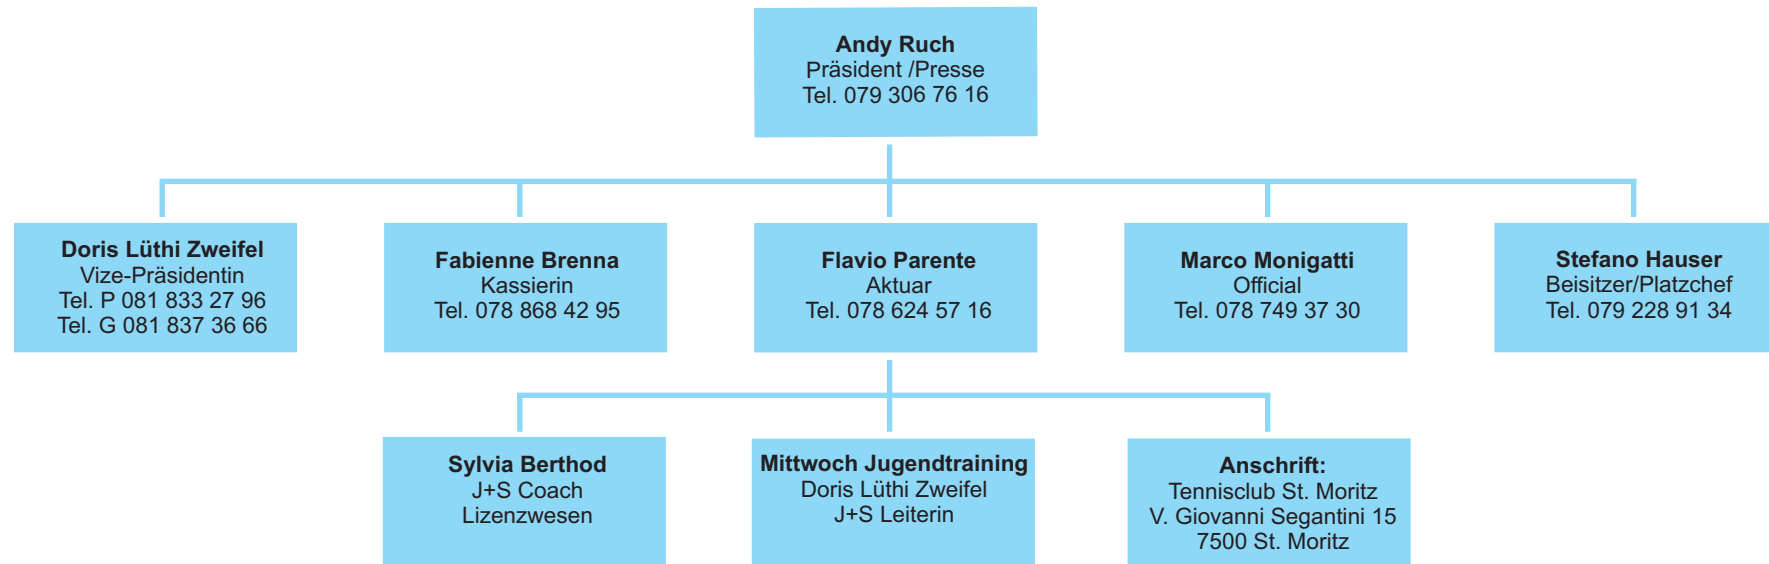 Andy Ruch
Präsident /Presse
Tel. 079 306 76 16
Doris Lüthi Zweifel
Vize-Präsidentin
Tel. P 081 833 27 96
Tel. G 081 837 36 66
Fabienne Brenna
Kassierin
Tel. 078 868 42 95
Flavio Parente
Aktuar
Tel. 078 624 57 16
Marco Monigatti
Official
Tel. 078 749 37 30
Stefano Hauser
Beisitzer/Platzchef
Tel. 079 228 91 34
Sylvia Berthod
J+S Coach
Lizenzwesen
Mittwoch Jugendtraining
Doris Lüthi Zweifel
J+S Leiterin
Anschrift:
Tennisclub St. Moritz
V. Giovanni Segantini 15
7500 St. Moritz